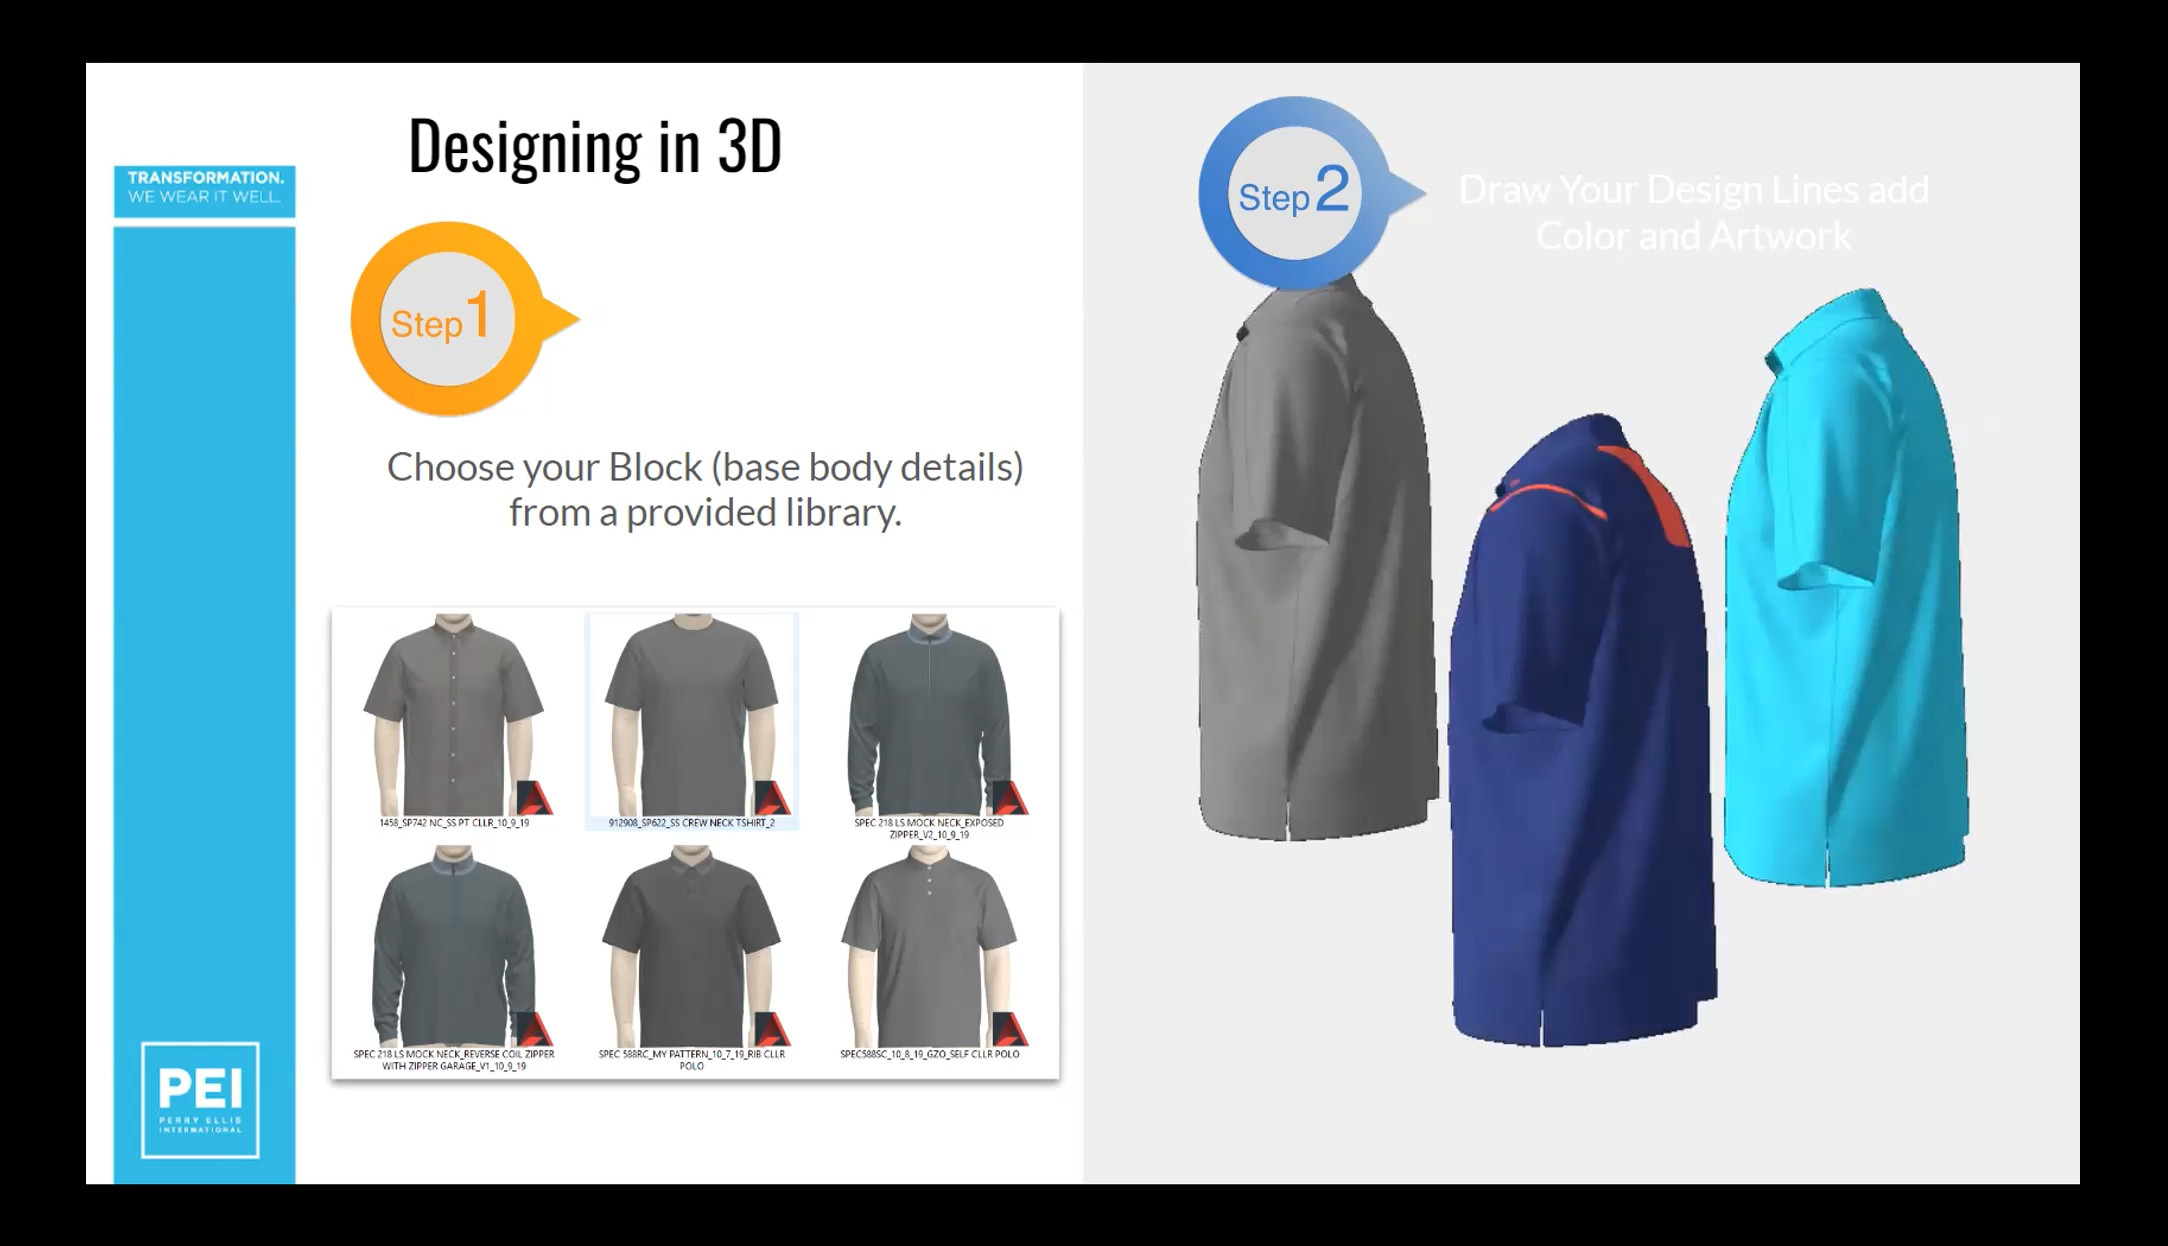 Designing in 3D
TRANSFORMATION.
WE WEAR IT WELL.
Step 1
Choose your Block (base body details)
from a provided library.
1458_SP742 NC_SS PT CLLR_10_9_19
912908_SP622_SS CREW NECK TSHIRT_2
SPEC 218 LS MOCK NECK_EXPOSED
ZIPPER_V2_10_9_19
SPEC 218 LS MOCK NECK_REVERSE COIL ZIPPER
WITH ZIPPER GARAGE_V1_10_9_19
SPEC 588RC_MY PATTERN_10_7_19_RIB CLLR
POLO
SPEC588SC_10_8_19_GZO_SELF CLLR POLO
PEI
PERRY ELLIS
INTERNATIONAL
Step 2
Draw Your Design Lines add
Color and Artwork